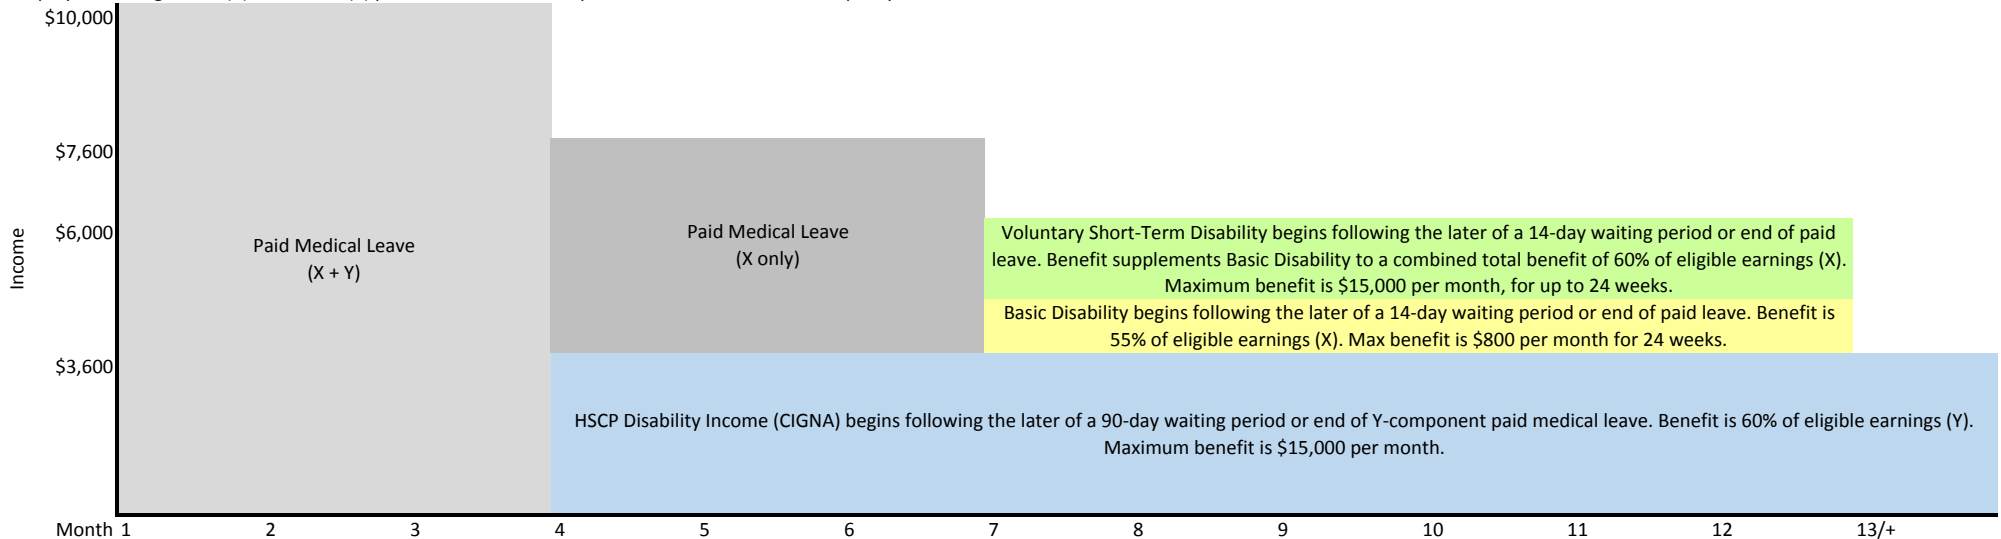 $10,000
$7,600
$6,000
$3,600
Income
Paid Medical Leave
(X + Y)
Paid Medical Leave
(X only)
Voluntary Short-Term Disability begins following the later of a 14-day waiting period or end of paid
leave. Benefit supplements Basic Disability to a combined total benefit of 60% of eligible earnings (X).
Maximum benefit is $15,000 per month, for up to 24 weeks.
Basic Disability begins following the later of a 14-day waiting period or end of paid leave. Benefit is
55% of eligible earnings (X). Max benefit is $800 per month for 24 weeks.
HSCP Disability Income (CIGNA) begins following the later of a 90-day waiting period or end of Y-component paid medical leave. Benefit is 60% of eligible earnings (Y).
Maximum benefit is $15,000 per month.
Month 1 2 3 4 5 6 7 8 9 10 11 12 13/+